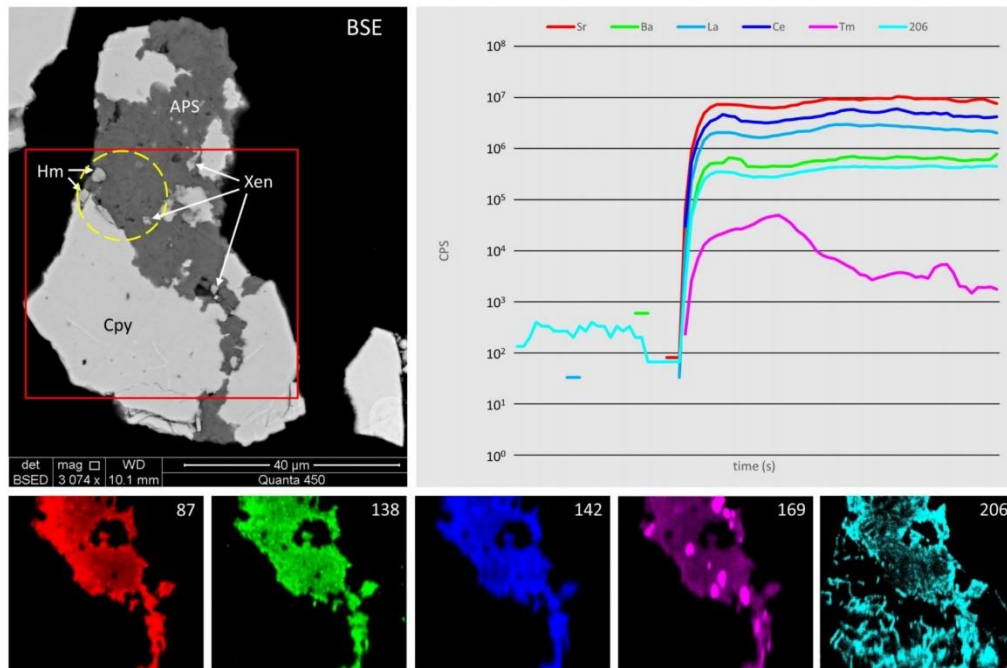 BSE
APS
Hm
Xen
Cpy
det mag □ WD 40 µm
BSED 3 074 x 10.1 mm Quanta 450
Sr Ba La Ce Tm 206
10⁸
10⁷
10⁶
10⁵
10⁴
10³
10²
10¹
10⁰
CPS
time (s)
87 138 142 169 206